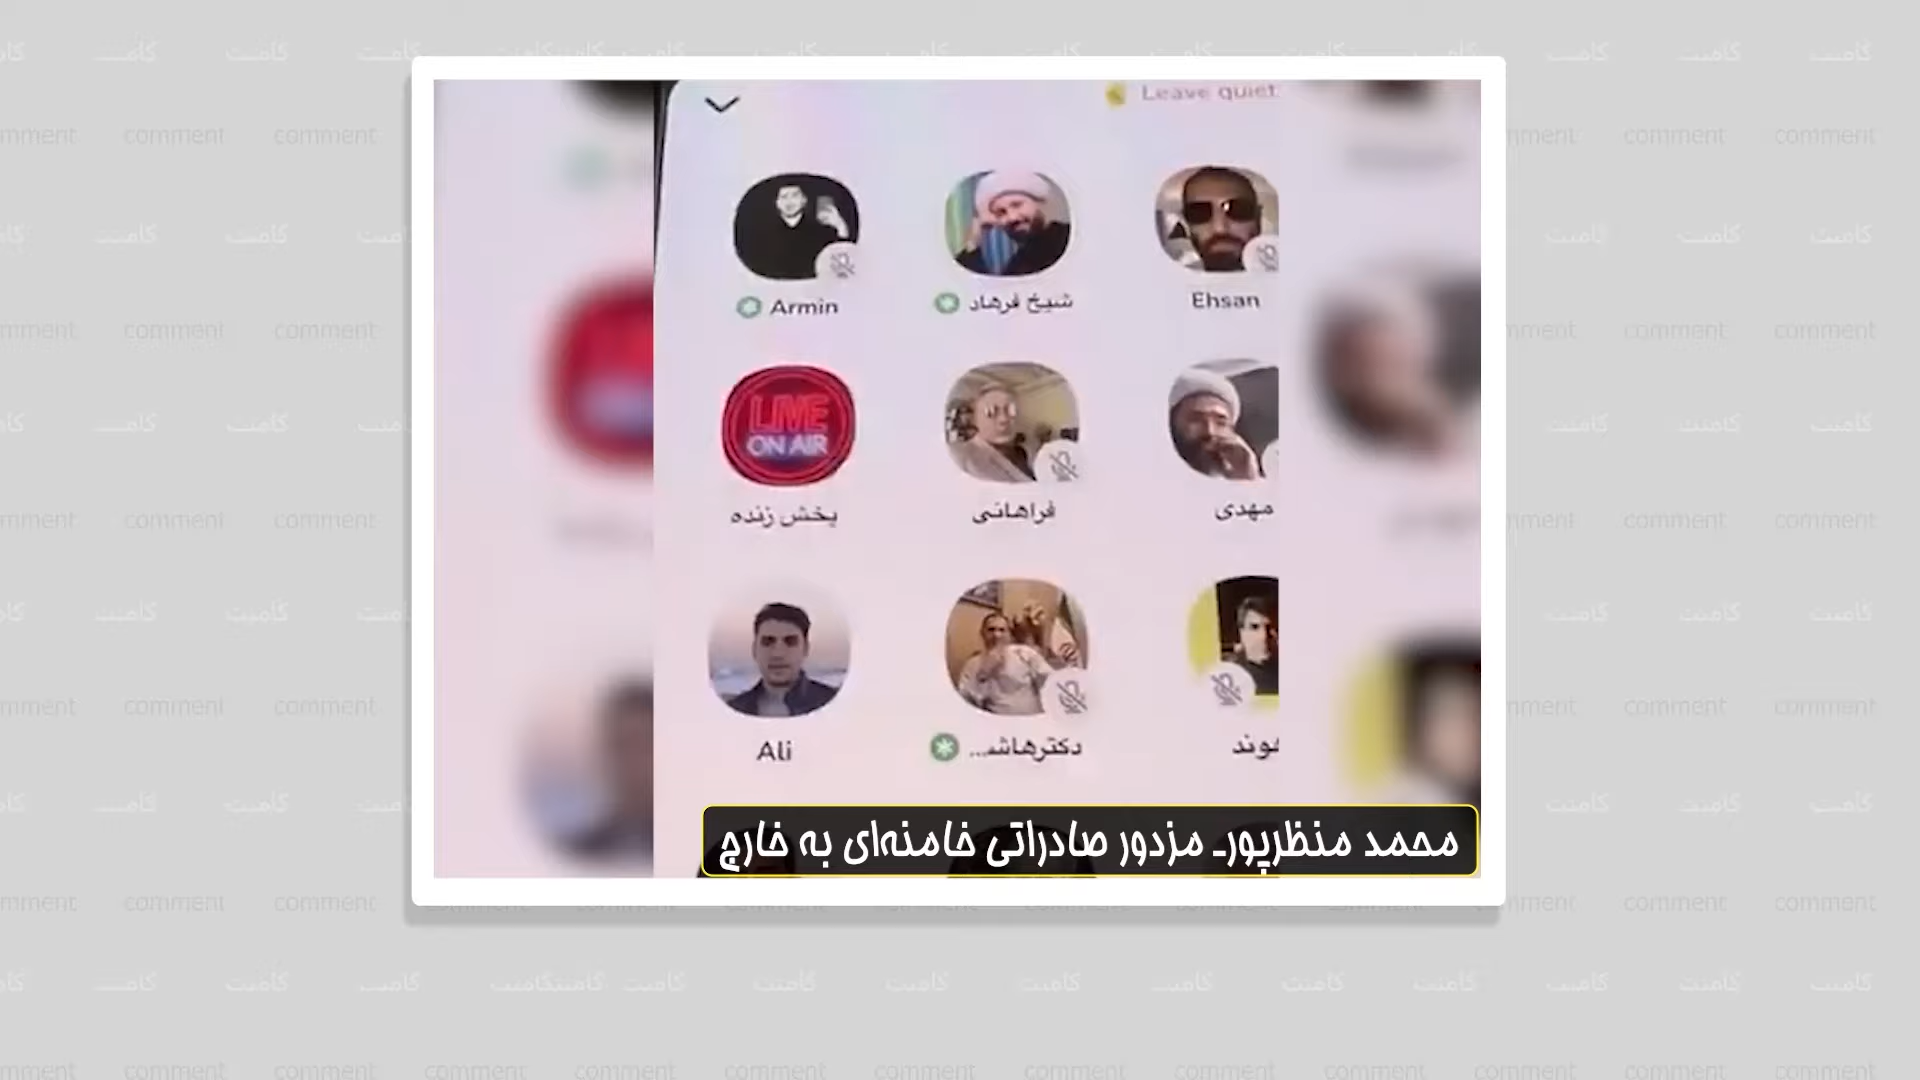 Leave quiet
Armin
شیخ فرهاد
Ehsan
LIVE
ON AIR
پخش زنده
فراهانی
مهدی
Ali
دکترهاشـ...
محمد منظرپور- مزدور صادراتی خامنه‌ای به خارج
کامنت
comment